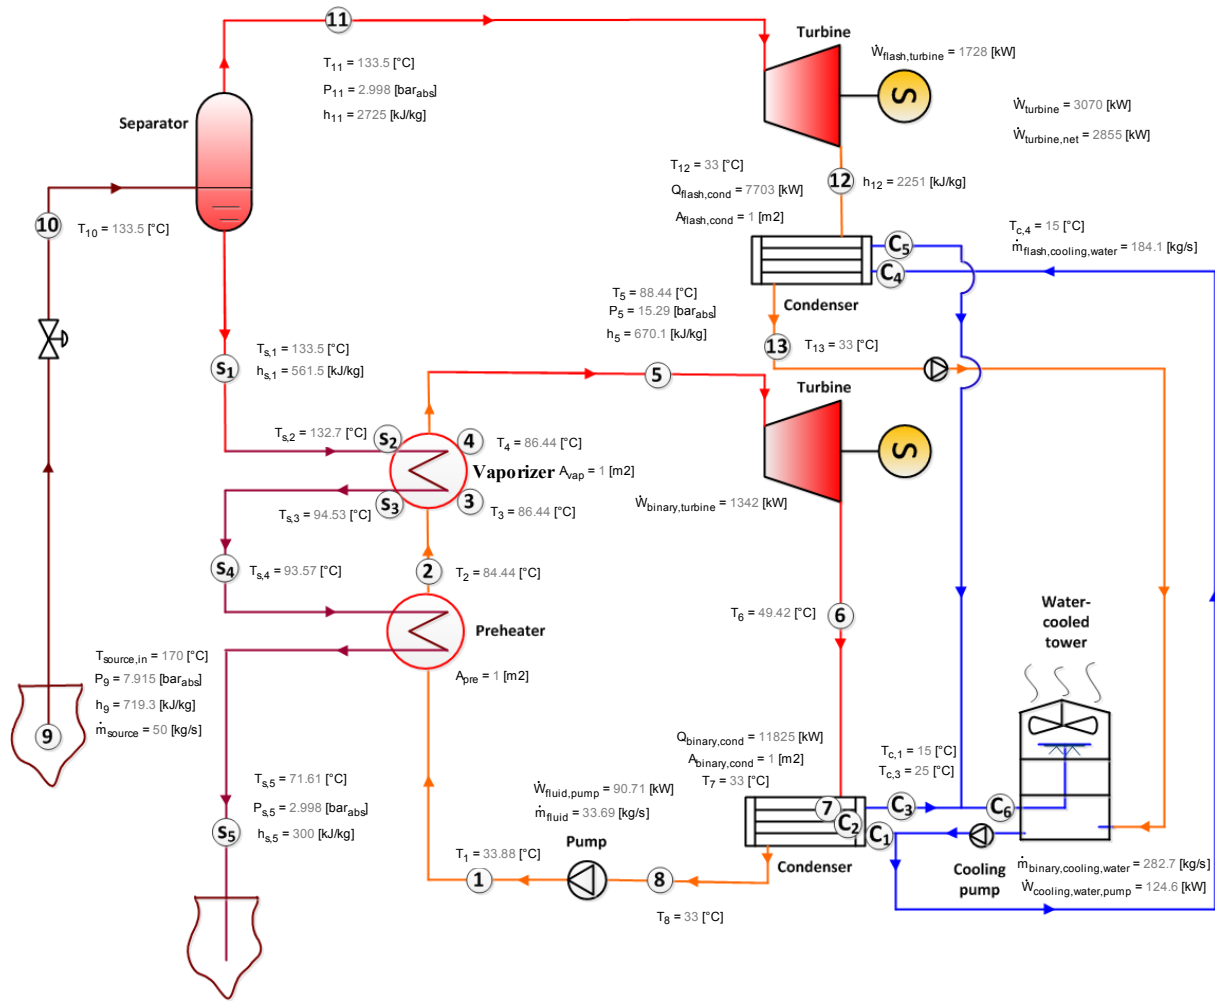 11
Turbine
Ẇflash,turbine = 1728 [kW]
T11 = 133.5 [°C]
P11 = 2.998 [barabs]
h11 = 2725 [kJ/kg]
S
Ẇturbine = 3070 [kW]
Ẇturbine,net = 2855 [kW]
Separator
T12 = 33 [°C]
Qflash,cond = 7703 [kW]
Aflash,cond = 1 [m2]
12
h12 = 2251 [kJ/kg]
10
T10 = 133.5 [°C]
C5
C4
Tc,4 = 15 [°C]
ṁflash,cooling,water = 184.1 [kg/s]
T5 = 88.44 [°C]
P5 = 15.29 [barabs]
h5 = 670.1 [kJ/kg]
Condenser
13
T13 = 33 [°C]
S1
Ts,1 = 133.5 [°C]
hs,1 = 561.5 [kJ/kg]
5
Turbine
S
Ts,2 = 132.7 [°C]
S2
4
T4 = 86.44 [°C]
Vaporizer
Avap = 1 [m2]
Ts,3 = 94.53 [°C]
S3
3
T3 = 86.44 [°C]
Ẇbinary,turbine = 1342 [kW]
S4
Ts,4 = 93.57 [°C]
2
T2 = 84.44 [°C]
T6 = 49.42 [°C]
6
Preheater
Apre = 1 [m2]
Water-
cooled
tower
Tsource,in = 170 [°C]
P9 = 7.915 [barabs]
h9 = 719.3 [kJ/kg]
ṁsource = 50 [kg/s]
9
Qbinary,cond = 11825 [kW]
Abinary,cond = 1 [m2]
T7 = 33 [°C]
Tc,1 = 15 [°C]
Tc,3 = 25 [°C]
Ts,5 = 71.61 [°C]
Ps,5 = 2.998 [barabs]
hs,5 = 300 [kJ/kg]
S5
Ẇfluid,pump = 90.71 [kW]
ṁfluid = 33.69 [kg/s]
7
C2
C3
C1
C6
Pump
T1 = 33.88 [°C]
1
8
T8 = 33 [°C]
Condenser
Cooling
pump
ṁbinary,cooling,water = 282.7 [kg/s]
Ẇcooling,water,pump = 124.6 [kW]